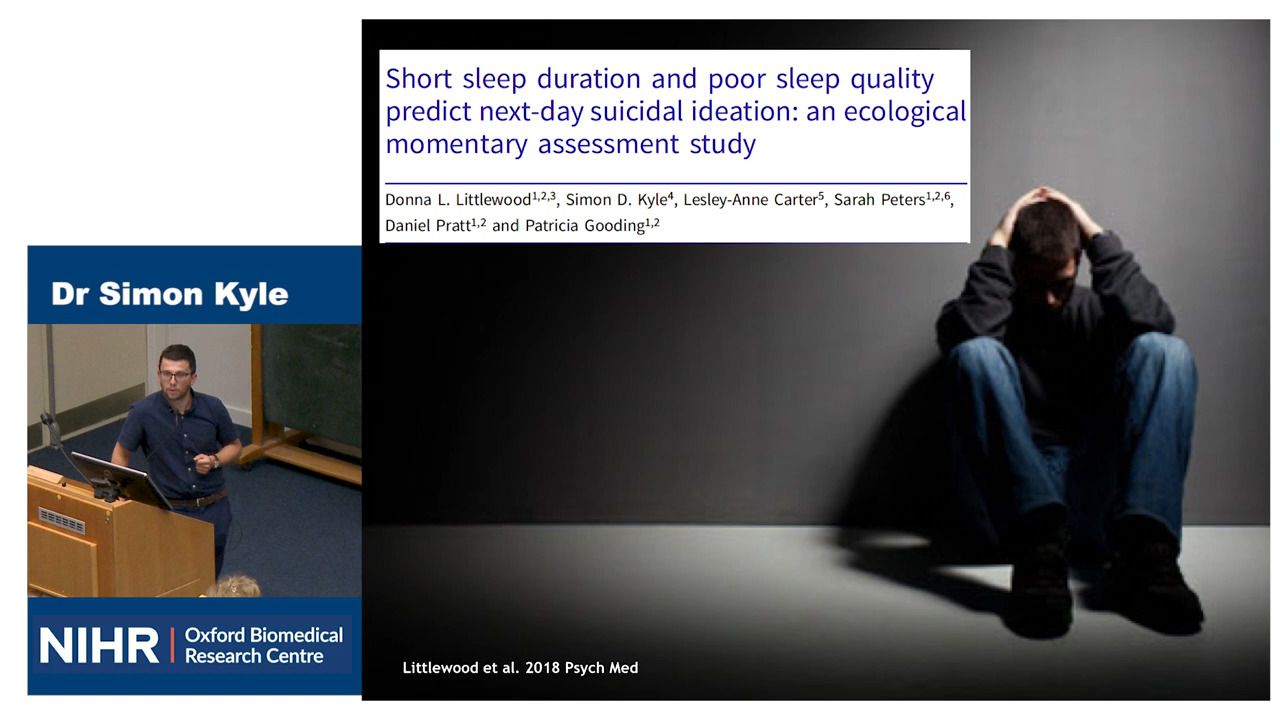 Short sleep duration and poor sleep quality
predict next-day suicidal ideation: an ecological
momentary assessment study
Donna L. Littlewood1,2,3, Simon D. Kyle4, Lesley-Anne Carter5, Sarah Peters1,2,6,
Daniel Pratt1,2 and Patricia Gooding1,2
Dr Simon Kyle
NIHR | Oxford Biomedical
Research Centre
Littlewood et al. 2018 Psych Med